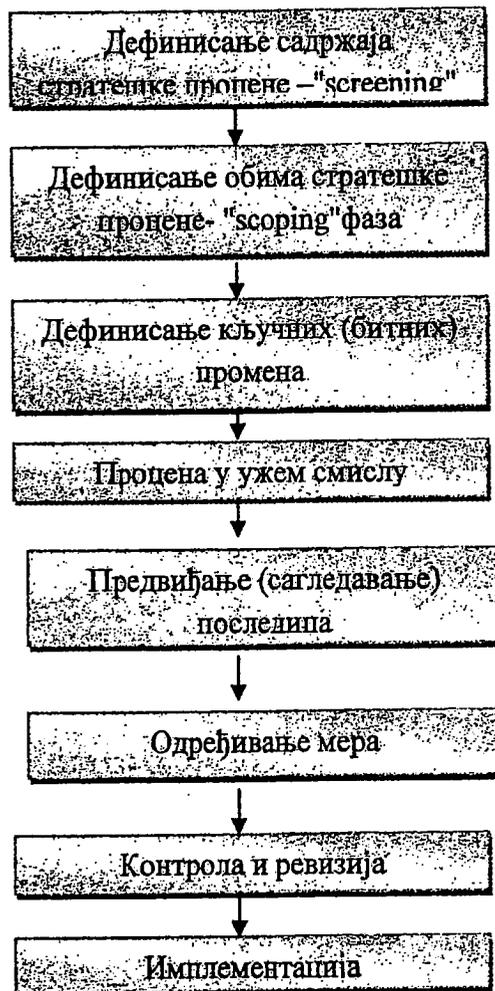 Дефинисање садржаја
стратешке процене –"screening"
Дефинисање обима стратешке
процене- "scoping"фаза
Дефинисање кључних (битних)
промена
Процена у ужем смислу
Предвиђање (сагледавање)
последица
Одређивање мера
Контрола и ревизија
Имплементација